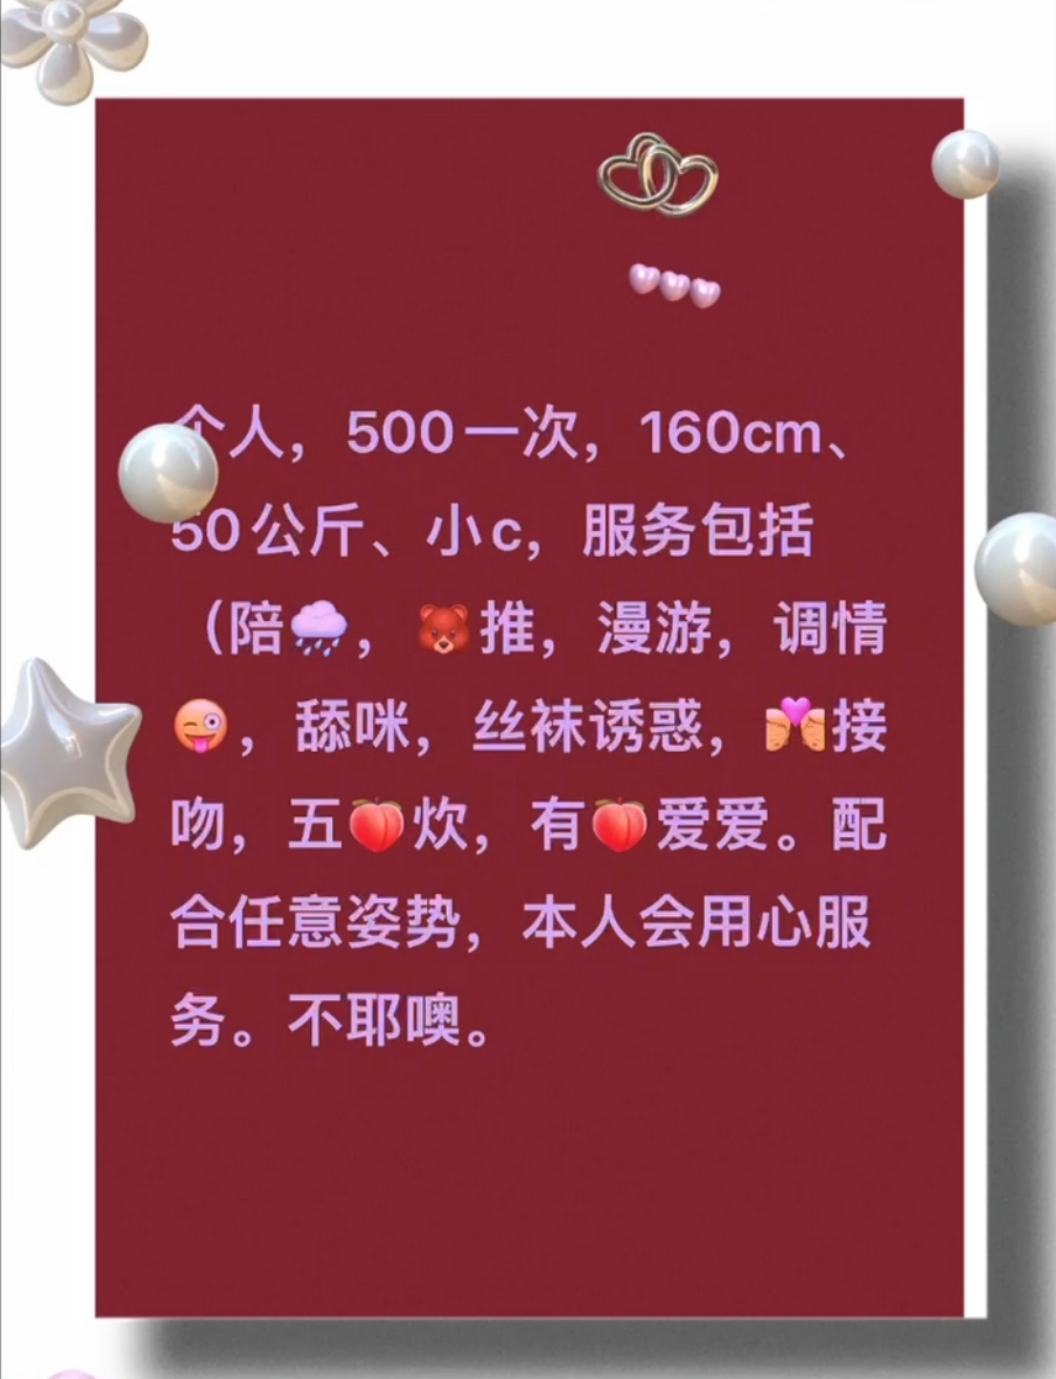 个人，500一次，160cm、
50公斤、小c，服务包括
（陪🌧️，🐻推，漫游，调情
😜，舔咪，丝袜诱惑，💏接
吻，五🍑炊，有🍑爱爱。配
合任意姿势，本人会用心服
务。不耶噢。